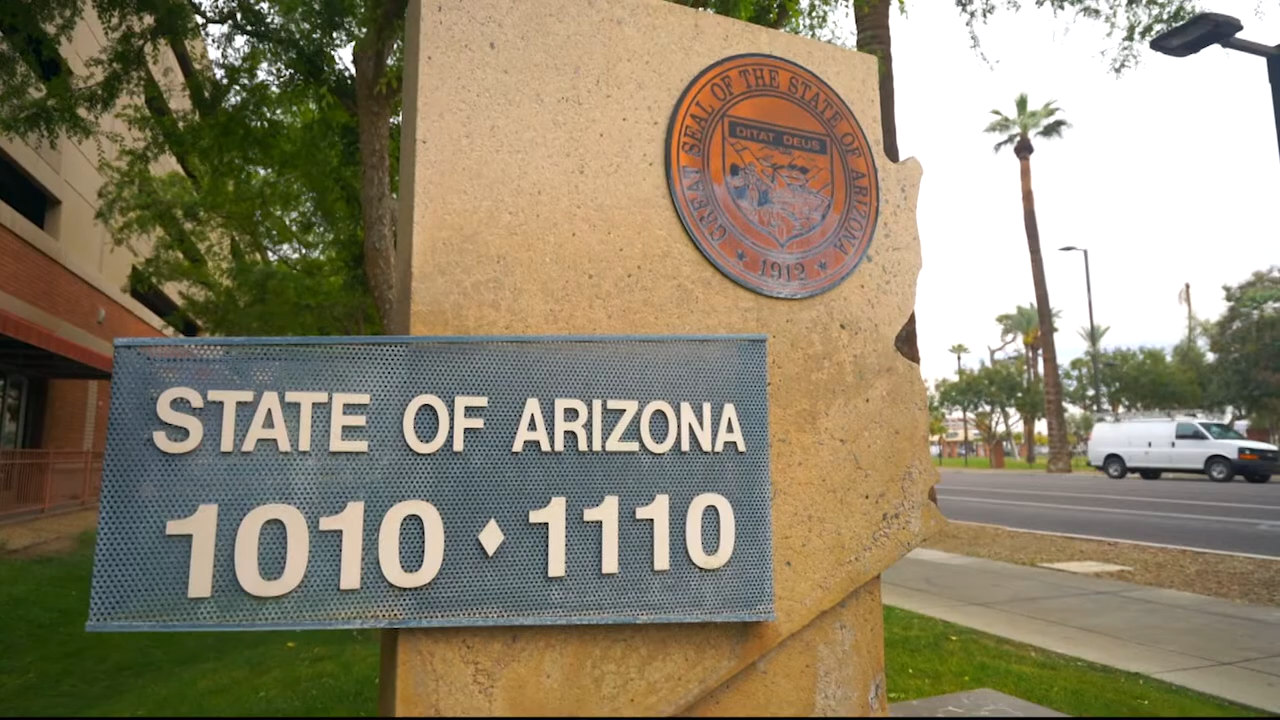 GREAT SEAL OF THE STATE OF ARIZONA
DITAT DEUS
1912
STATE OF ARIZONA
1010 ♦ 1110